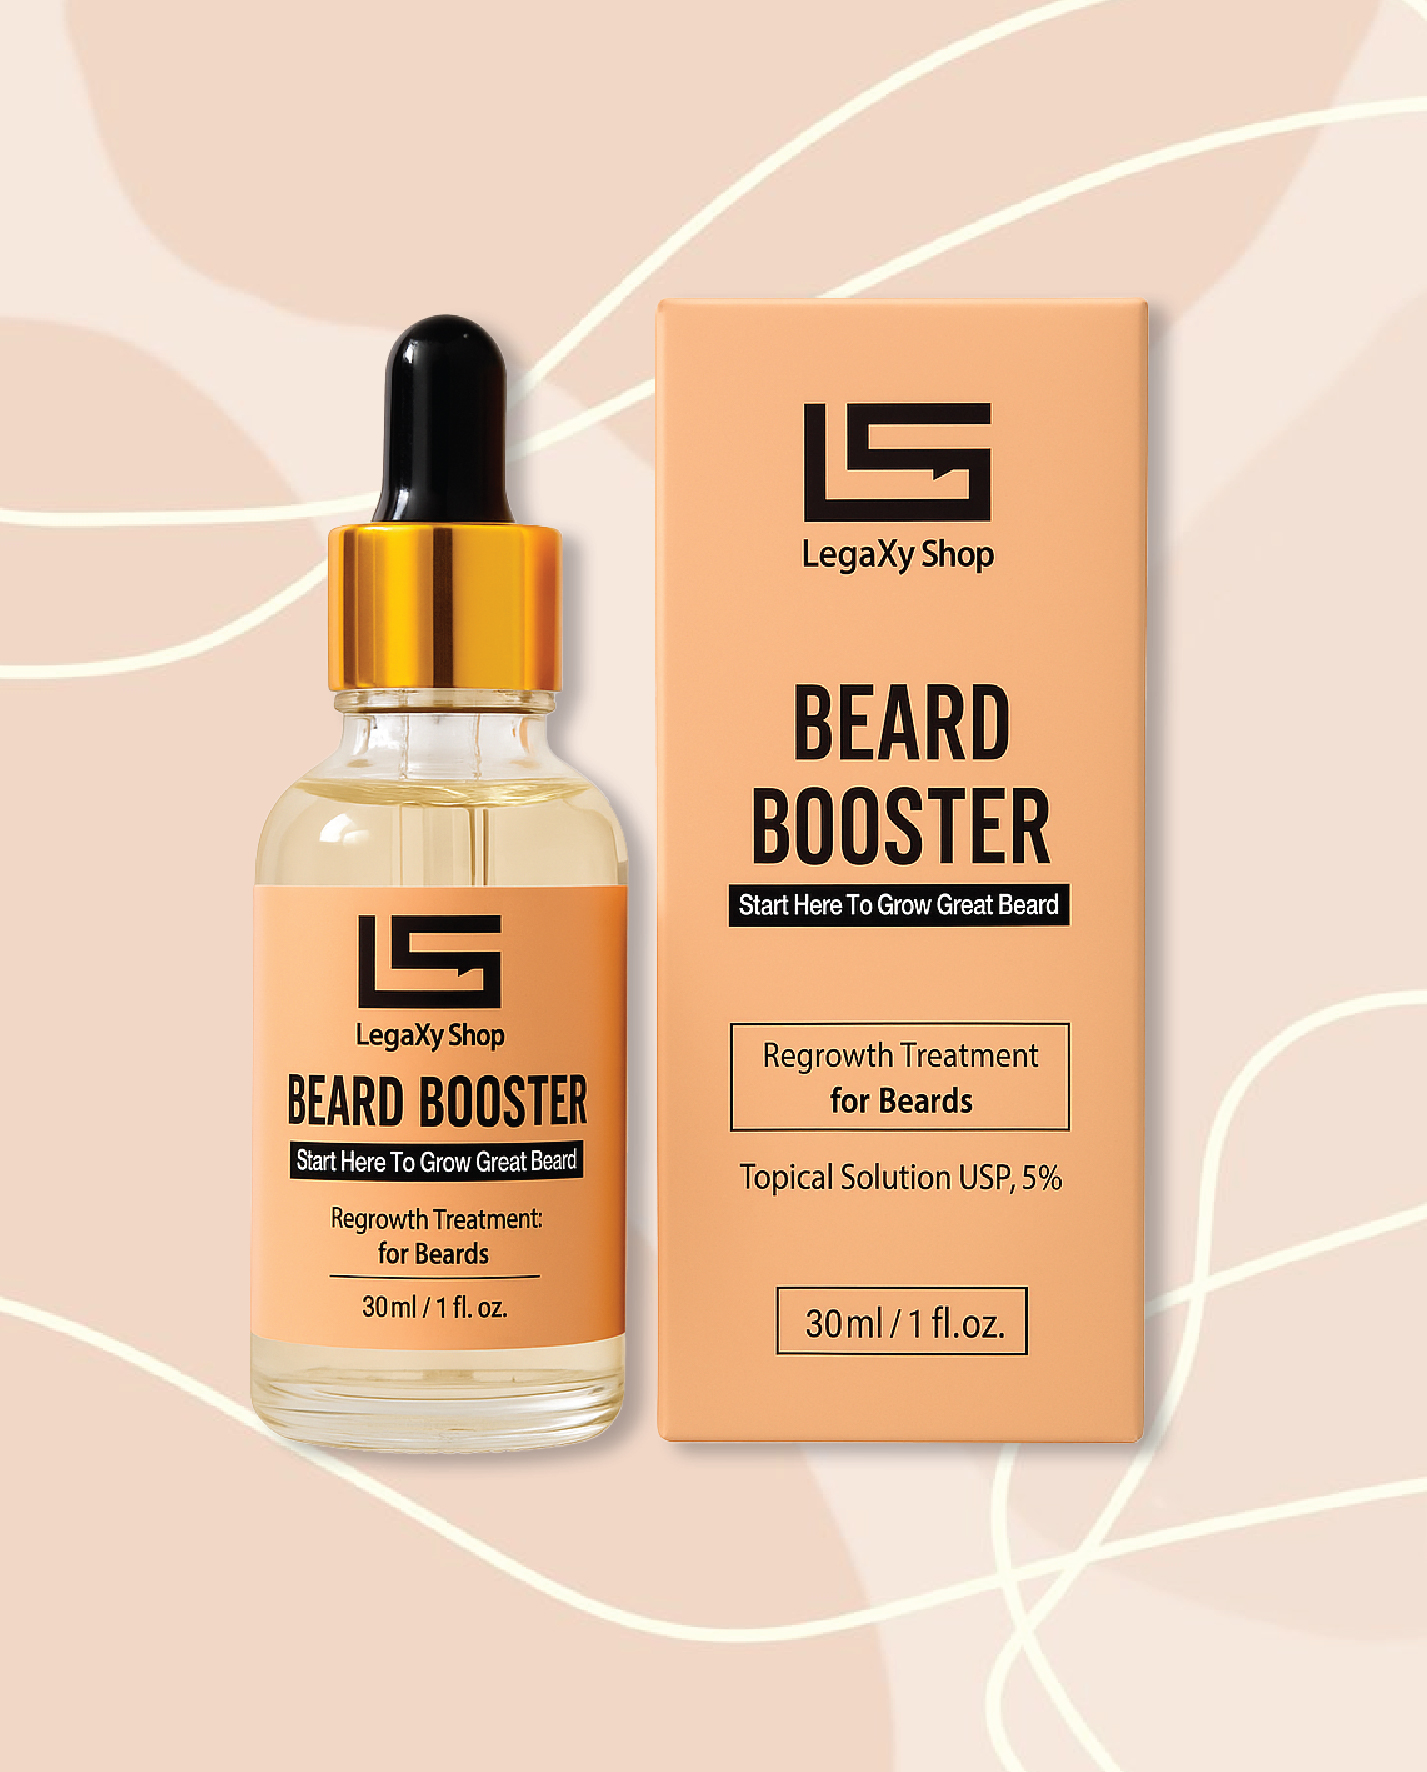 LS
LegaXy Shop
BEARD BOOSTER
Start Here To Grow Great Beard
Regrowth Treatment:
for Beards
30ml / 1 fl. oz.
LS
LegaXy Shop
BEARD
BOOSTER
Start Here To Grow Great Beard
Regrowth Treatment
for Beards
Topical Solution USP, 5%
30ml / 1 fl.oz.